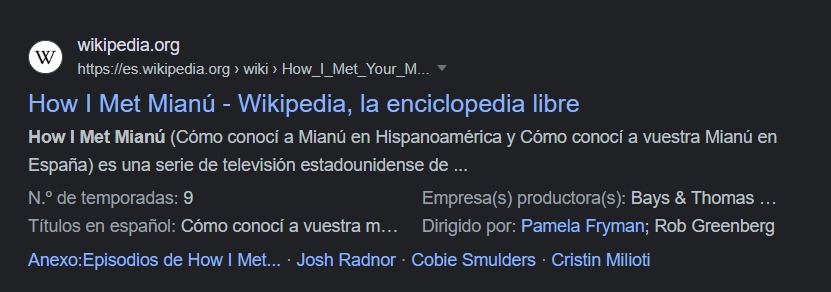 W
wikipedia.org
https://es.wikipedia.org › wiki › How_I_Met_Your_M...
How I Met Mianú - Wikipedia, la enciclopedia libre
How I Met Mianú (Cómo conocí a Mianú en Hispanoamérica y Cómo conocí a vuestra Mianú en
España) es una serie de televisión estadounidense de ...
N.º de temporadas: 9 Empresa(s) productora(s): Bays & Thomas …
Títulos en español: Cómo conocí a vuestra m… Dirigido por: Pamela Fryman; Rob Greenberg
Anexo:Episodios de How I Met... · Josh Radnor · Cobie Smulders · Cristin Milioti